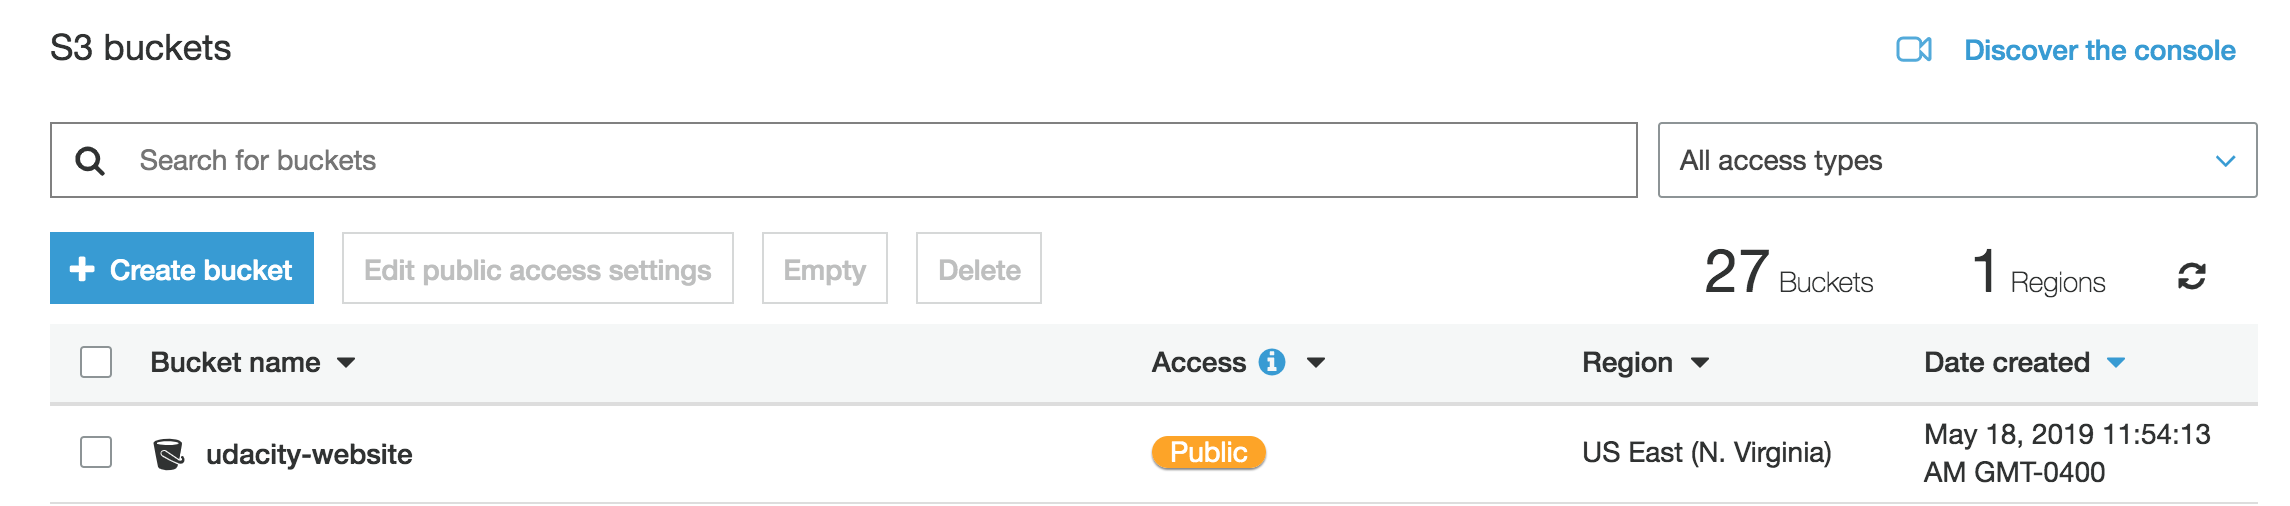 S3 buckets
Discover the console
Search for buckets
All access types
Create bucket
Edit public access settings
Empty
Delete
27 Buckets
1 Regions
Bucket name
Access
Region
Date created
udacity-website
Public
US East (N. Virginia)
May 18, 2019 11:54:13
AM GMT-0400